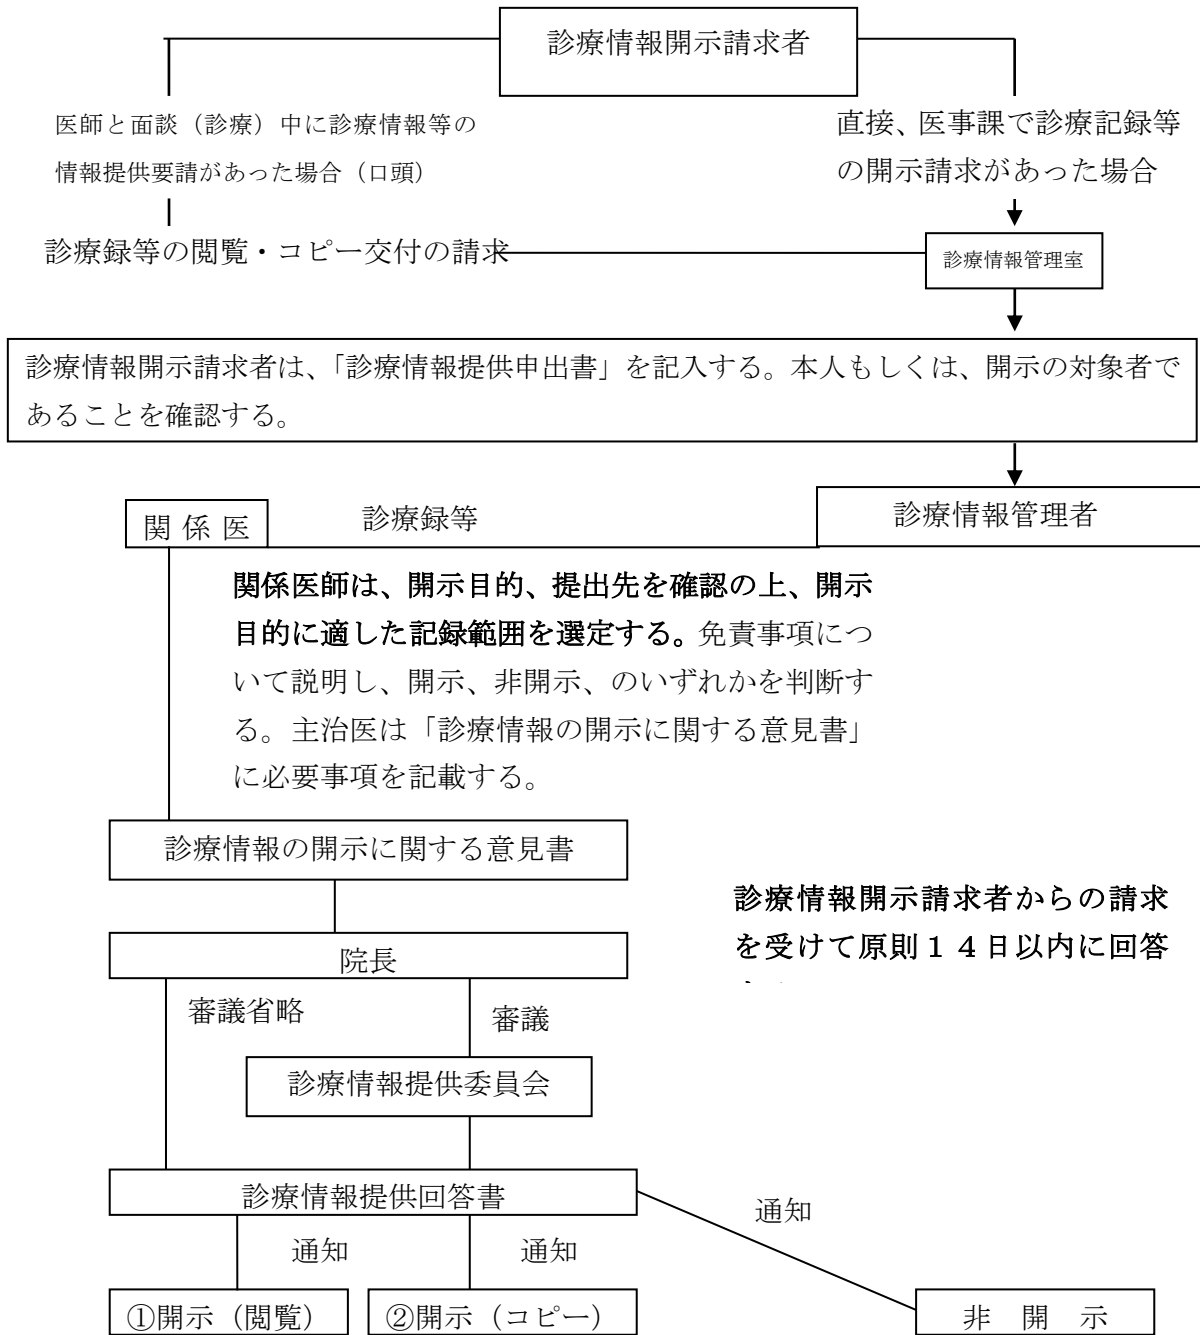 診療情報開示請求者
医師と面談（診療）中に診療情報等の
情報提供要請があった場合（口頭）
直接、医事課で診療記録等
の開示請求があった場合
診療録等の閲覧・コピー交付の請求
診療情報管理室
診療情報開示請求者は、「診療情報提供申出書」を記入する。本人もしくは、開示の対象者で
あることを確認する。
関 係 医
診療録等
診療情報管理者
関係医師は、開示目的、提出先を確認の上、開示
目的に適した記録範囲を選定する。免責事項につ
いて説明し、開示、非開示、のいずれかを判断す
る。主治医は「診療情報の開示に関する意見書」
に必要事項を記載する。
診療情報の開示に関する意見書
診療情報開示請求者からの請求
を受けて原則１４日以内に回答
院長
審議省略
審議
診療情報提供委員会
診療情報提供回答書
通知
通知
通知
①開示（閲覧）
②開示（コピー）
非 開 示